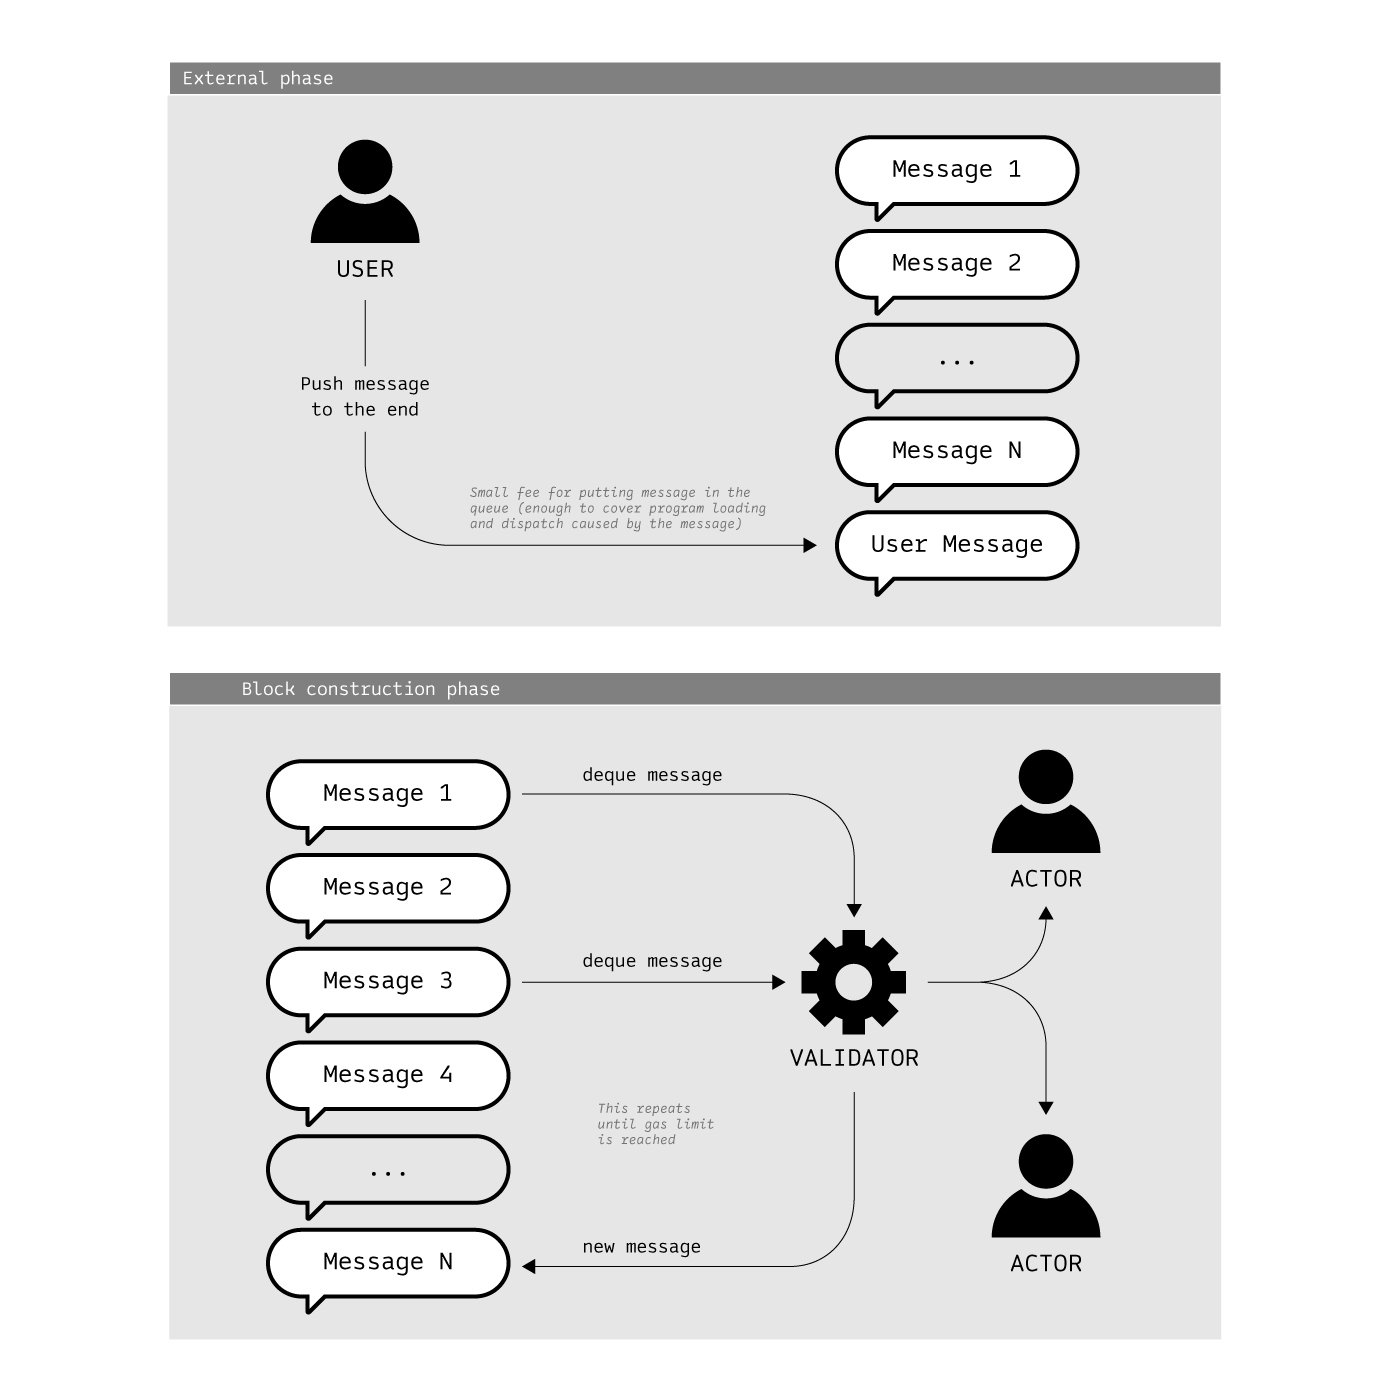 External phase
USER
Push message
to the end
Small fee for putting message in the
queue (enough to cover program loading
and dispatch caused by the message)
Message 1
Message 2
...
Message N
User Message
Block construction phase
Message 1
Message 2
Message 3
Message 4
...
Message N
deque message
deque message
This repeats
until gas limit
is reached
new message
VALIDATOR
ACTOR
ACTOR